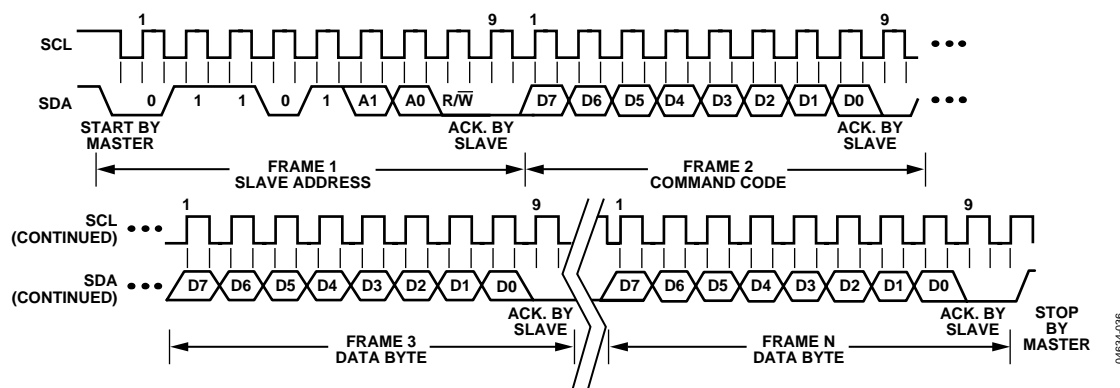 1 9 1 9
SCL
SDA 0 1 1 0 1 A1 A0 R/W̅ D7 D6 D5 D4 D3 D2 D1 D0
START BY MASTER
ACK. BY SLAVE
ACK. BY SLAVE
FRAME 1
SLAVE ADDRESS
FRAME 2
COMMAND CODE
1 9 1 9
SCL
(CONTINUED)
SDA
(CONTINUED)
D7 D6 D5 D4 D3 D2 D1 D0 D7 D6 D5 D4 D3 D2 D1 D0
ACK. BY SLAVE
ACK. BY SLAVE
STOP BY MASTER
FRAME 3
DATA BYTE
FRAME N
DATA BYTE
04634-036